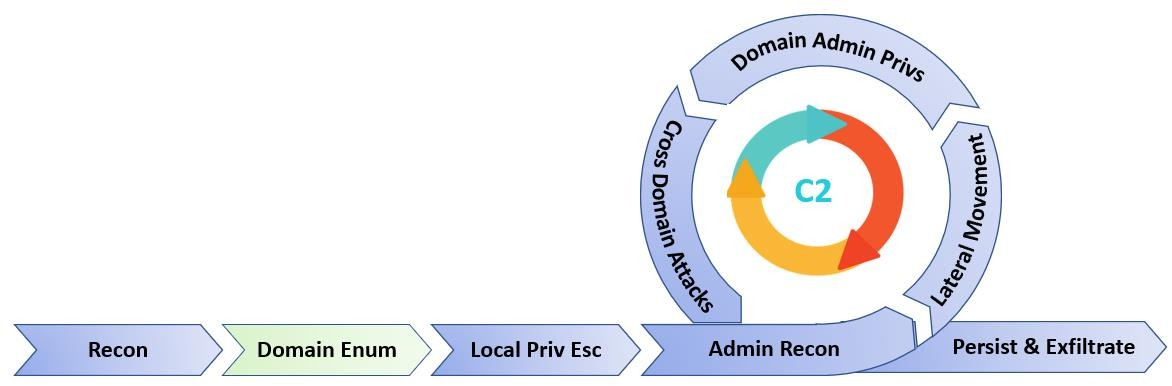 Domain Admin Privs
Cross Domain Attacks
C2
Lateral Movement
Recon
Domain Enum
Local Priv Esc
Admin Recon
Persist & Exfiltrate